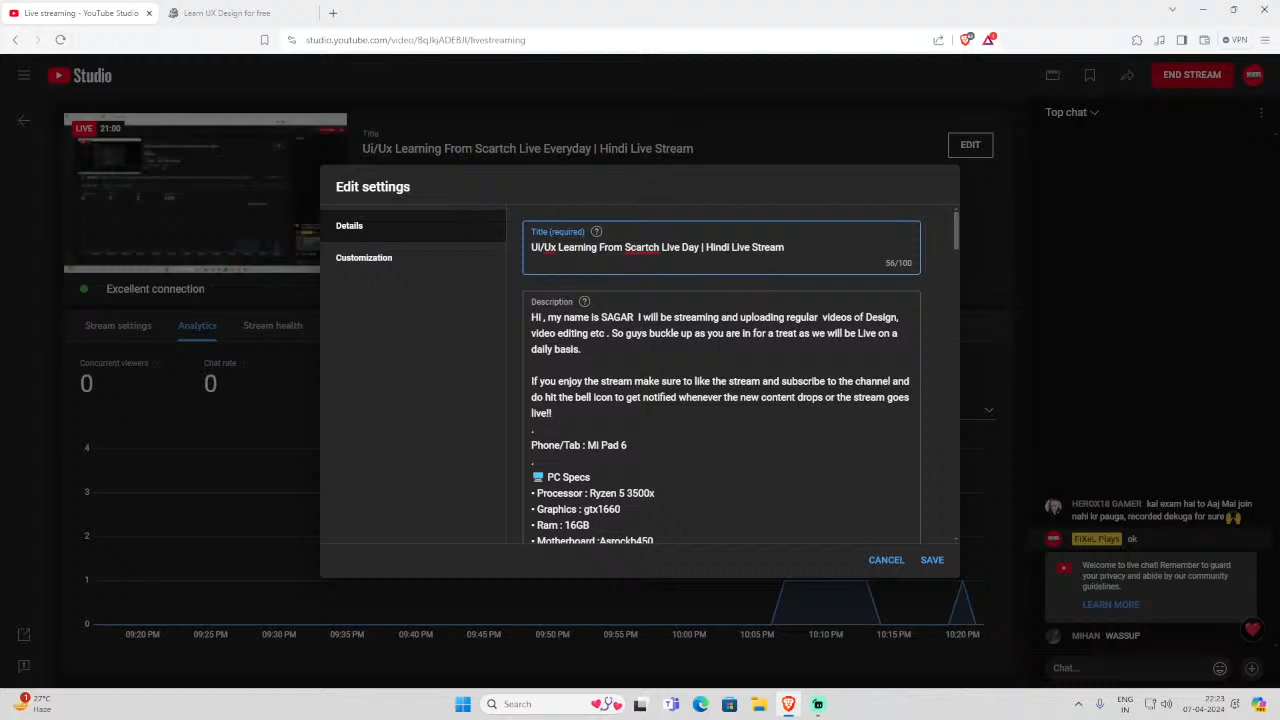 Live streaming - YouTube Studio
Learn UX Design for free
studio.youtube.com/video/BqJkjADEBJI/livestreaming
VPN
Studio
END STREAM
LIVE 21:00
Title
Ui/Ux Learning From Scartch Live Everyday | Hindi Live Stream
EDIT
Top chat
Edit settings
Details
Customization
Title (required)
Ui/Ux Learning From Scartch Live Day | Hindi Live Stream
56/100
Description
Hi , my name is SAGAR I will be streaming and uploading regular videos of Design,
video editing etc . So guys buckle up as you are in for a treat as we will be Live on a
daily basis.
If you enjoy the stream make sure to like the stream and subscribe to the channel and
do hit the bell icon to get notified whenever the new content drops or the stream goes
live!!
.
Phone/Tab : Mi Pad 6
.
🖥️ PC Specs
• Processor : Ryzen 5 3500x
• Graphics : gtx1660
• Ram : 16GB
• Motherboard :Asrockb450
CANCEL SAVE
Excellent connection
Stream settings Analytics Stream health
Concurrent viewers Chat rate
0 0
4
3
2
1
0
09:20 PM 09:25 PM 09:30 PM 09:35 PM 09:40 PM 09:45 PM 09:50 PM 09:55 PM 10:00 PM 10:05 PM 10:10 PM 10:15 PM 10:20 PM
HEROX18 GAMER kal exam hai to Aaj Mai join
nahi kr pauga, recorded dekuga for sure 🙌
FiXeL Plays ok
Welcome to live chat! Remember to guard
your privacy and abide by our community
guidelines.
LEARN MORE
MIHAN WASSUP
Chat...
27°C
Haze
Search
ENG
IN
22:23
09-04-2024